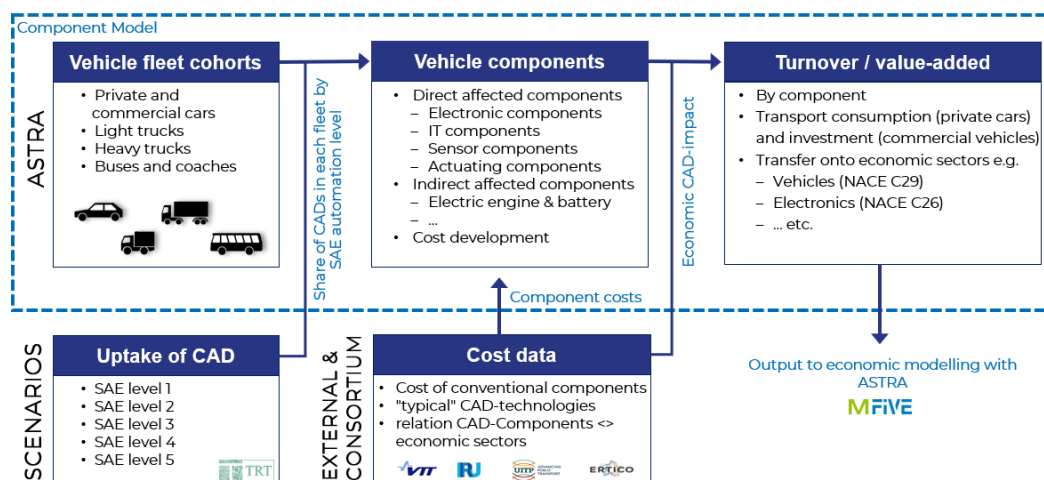 Component Model
ASTRA
Vehicle fleet cohorts
• Private and
commercial cars
• Light trucks
• Heavy trucks
• Buses and coaches
Share of CADs in each fleet by
SAE automation level
Vehicle components
• Direct affected components
– Electronic components
– IT components
– Sensor components
– Actuating components
• Indirect affected components
– Electric engine & battery
– ...
• Cost development
Economic CAD-impact
Turnover / value-added
• By component
• Transport consumption (private cars)
and investment (commercial vehicles)
• Transfer onto economic sectors e.g.
– Vehicles (NACE C29)
– Electronics (NACE C26)
– ... etc.
Component costs
SCENARIOS
Uptake of CAD
• SAE level 1
• SAE level 2
• SAE level 3
• SAE level 4
• SAE level 5
TRT
EXTERNAL &
CONSORTIUM
Cost data
• Cost of conventional components
• "typical" CAD-technologies
• relation CAD-Components <>
economic sectors
VTT
IRU
UITP
ADVANCING
PUBLIC
TRANSPORT
ERTICO
Output to economic modelling with
ASTRA
MFIVE